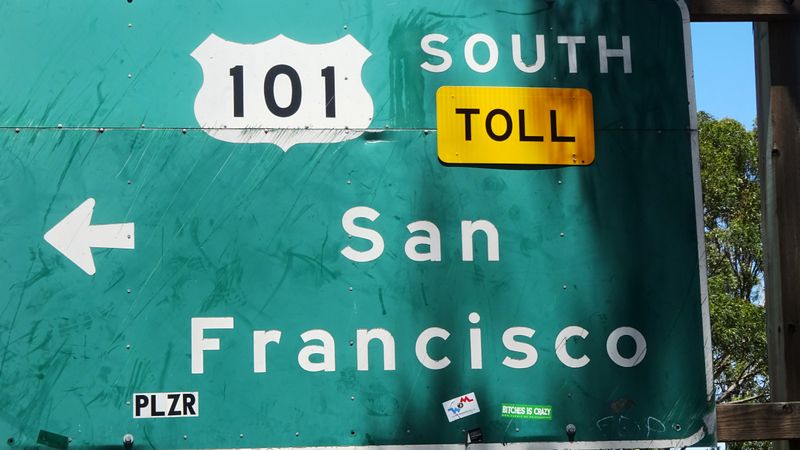 101
SOUTH
TOLL
San
Francisco
PLZR
BITCHES IS CRAZY